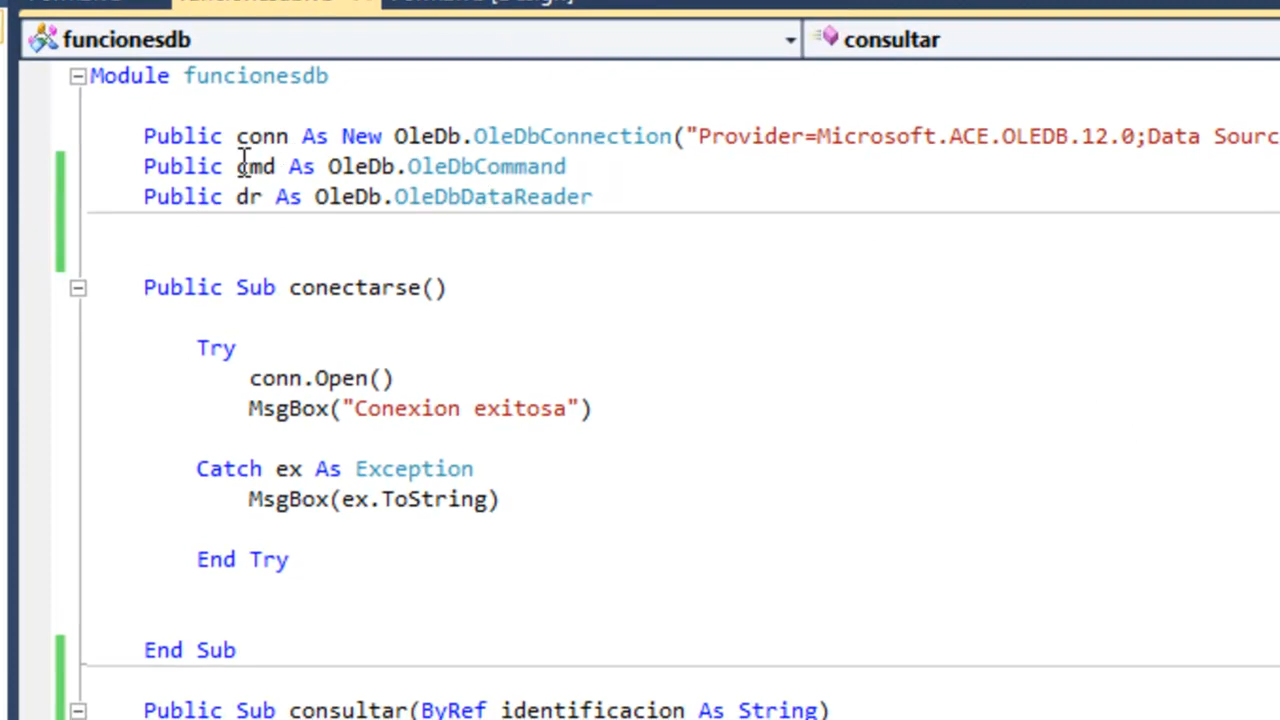 funcionesdb
consultar
Module funcionesdb
Public conn As New OleDb.OleDbConnection("Provider=Microsoft.ACE.OLEDB.12.0;Data Sourc
Public cmd As OleDb.OleDbCommand
Public dr As OleDb.OleDbDataReader
Public Sub conectarse()
Try
conn.Open()
MsgBox("Conexion exitosa")
Catch ex As Exception
MsgBox(ex.ToString)
End Try
End Sub
Public Sub consultar(ByRef identificacion As String)